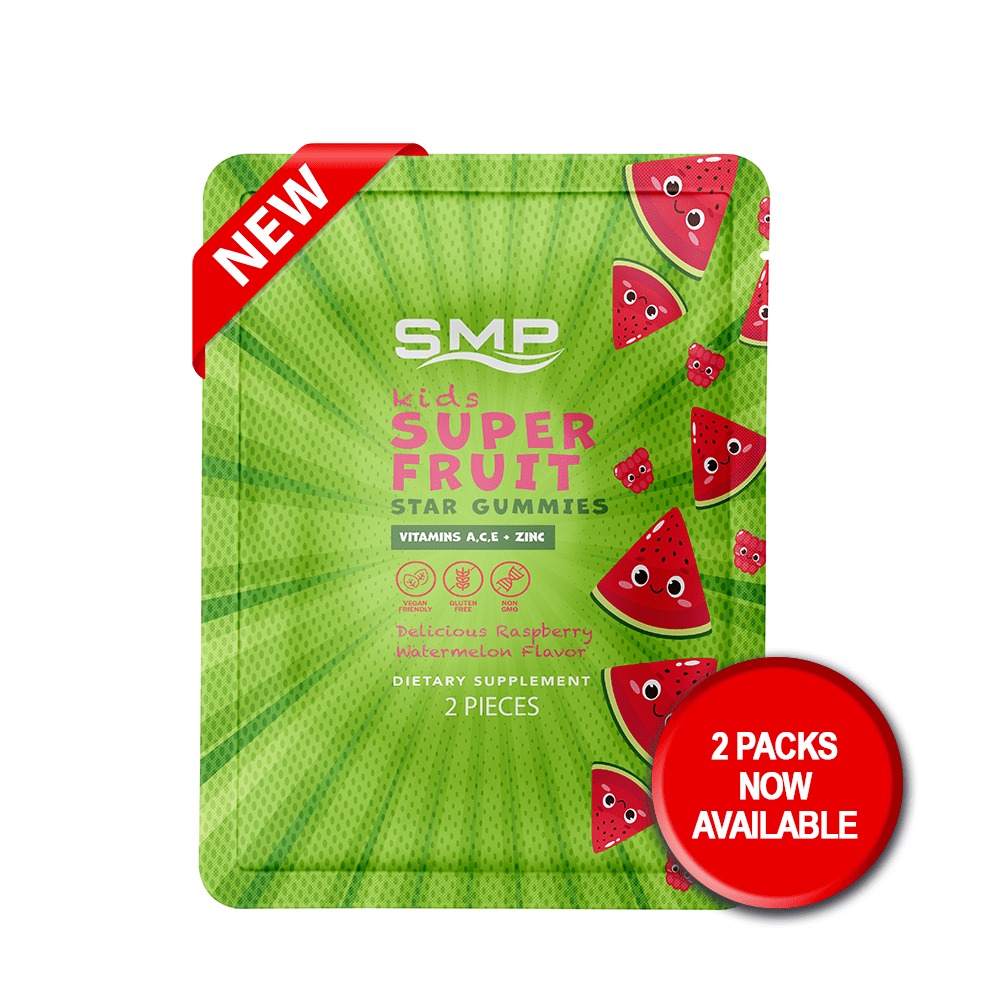 NEW
SMP
kids
SUPER
FRUIT
STAR GUMMIES
VITAMINS A,C,E + ZINC
VEGAN FRIENDLY
GLUTEN FREE
NON GMO
Delicious Raspberry
Watermelon Flavor
DIETARY SUPPLEMENT
2 PIECES
2 PACKS
NOW
AVAILABLE